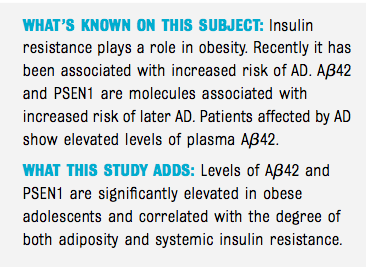 WHAT'S KNOWN ON THIS SUBJECT: Insulin
resistance plays a role in obesity. Recently it has
been associated with increased risk of AD. Aβ42
and PSEN1 are molecules associated with
increased risk of later AD. Patients affected by AD
show elevated levels of plasma Aβ42.
WHAT THIS STUDY ADDS: Levels of Aβ42 and
PSEN1 are significantly elevated in obese
adolescents and correlated with the degree of
both adiposity and systemic insulin resistance.